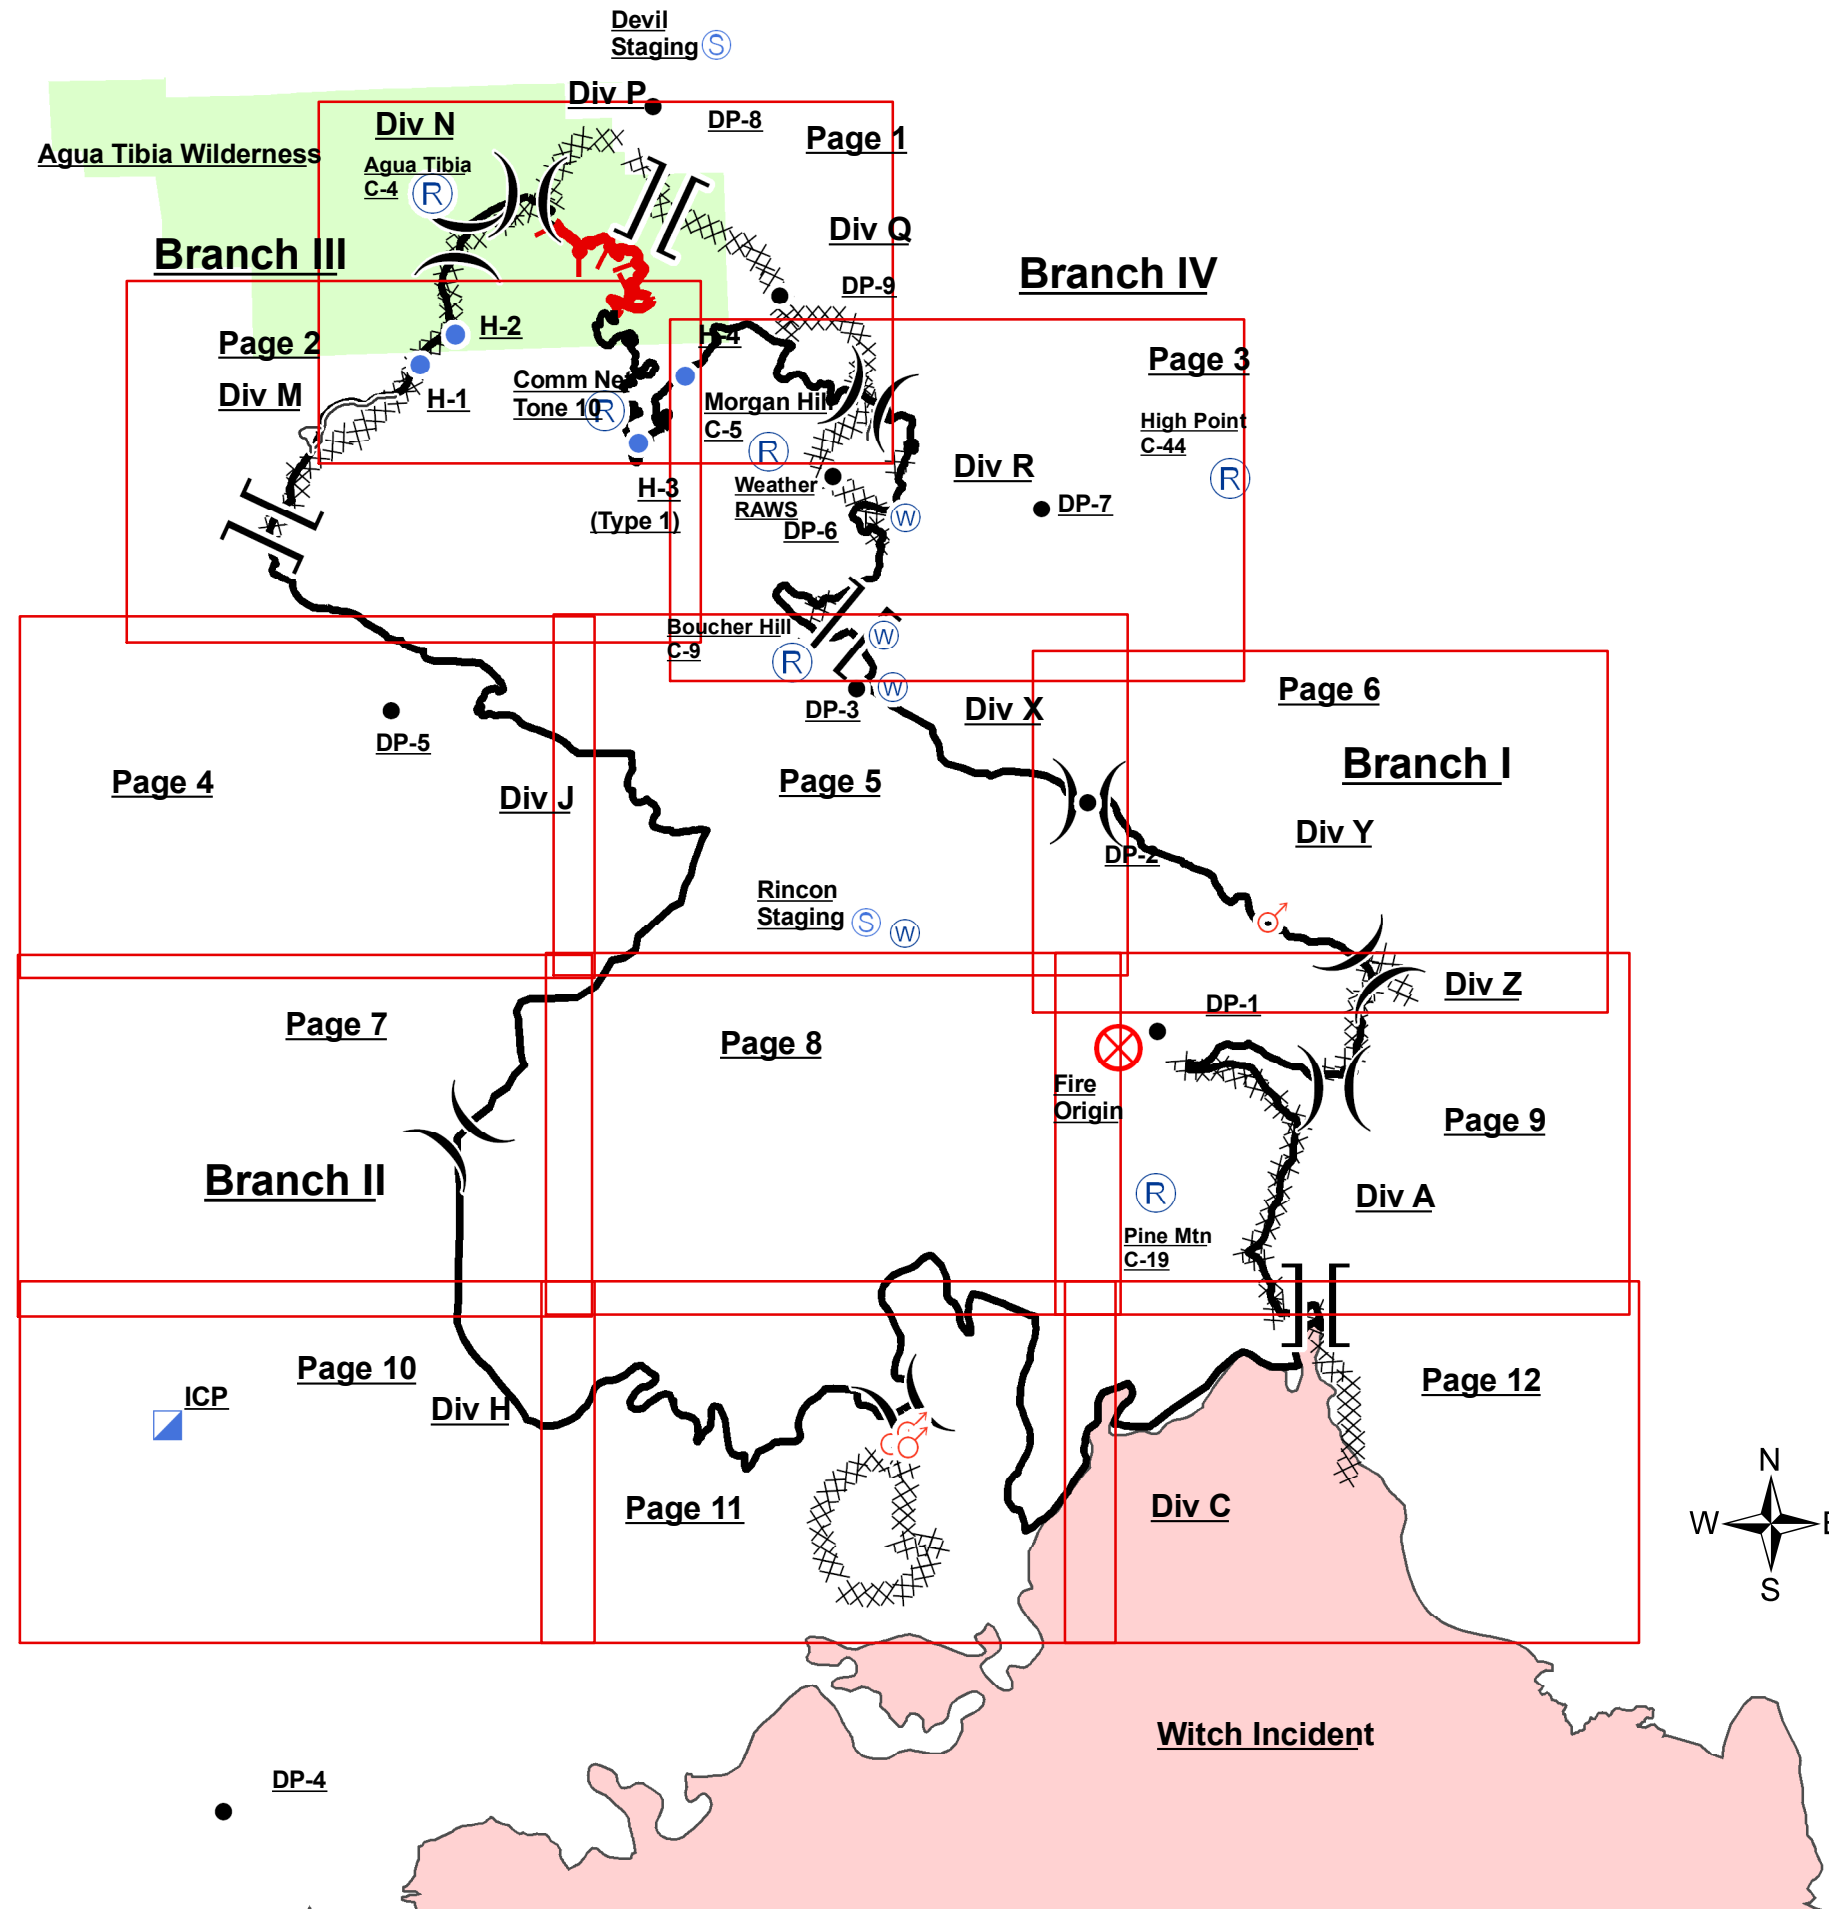 Devil
Staging
S
Div P
DP-8
Div N
Page 1
Agua Tibia Wilderness
Agua Tibia
C-4
R
Div Q
Branch III
Branch IV
DP-9
H-2
H-4
Page 2
Page 3
Comm Net
Tone 10
R
Div M
H-1
Morgan Hill
C-5
R
High Point
C-44
R
Div R
H-3
(Type 1)
Weather
RAWS
DP-6
W
DP-7
Boucher Hill
C-9
R
W
W
DP-3
Div X
Page 6
DP-5
Page 4
Div J
Page 5
Branch I
Div Y
DP-2
Rincon
Staging
S
W
Div Z
DP-1
Page 7
Page 8
Fire
Origin
Page 9
Branch II
R
Div A
Pine Mtn
C-19
Page 10
ICP
Div H
Page 12
Page 11
Div C
N
W
E
S
Witch Incident
DP-4